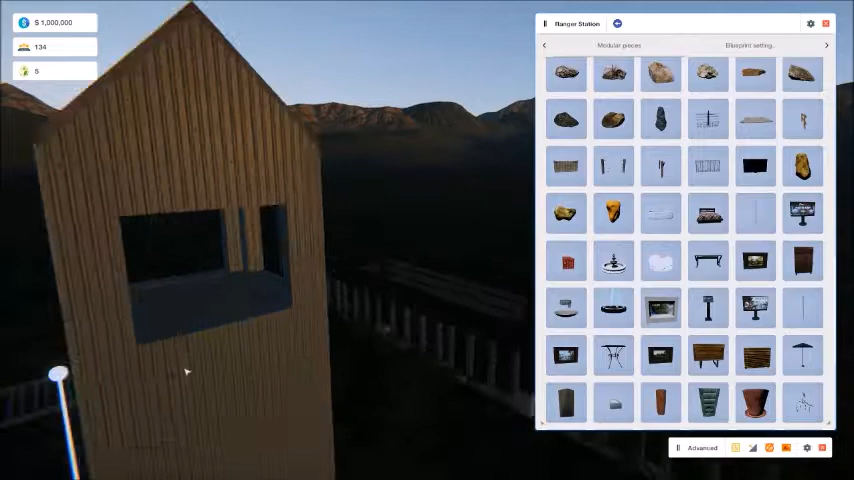 $ 1,000,000
134
5
Ranger Station
Modular pieces
Blueprint setting...
Advanced